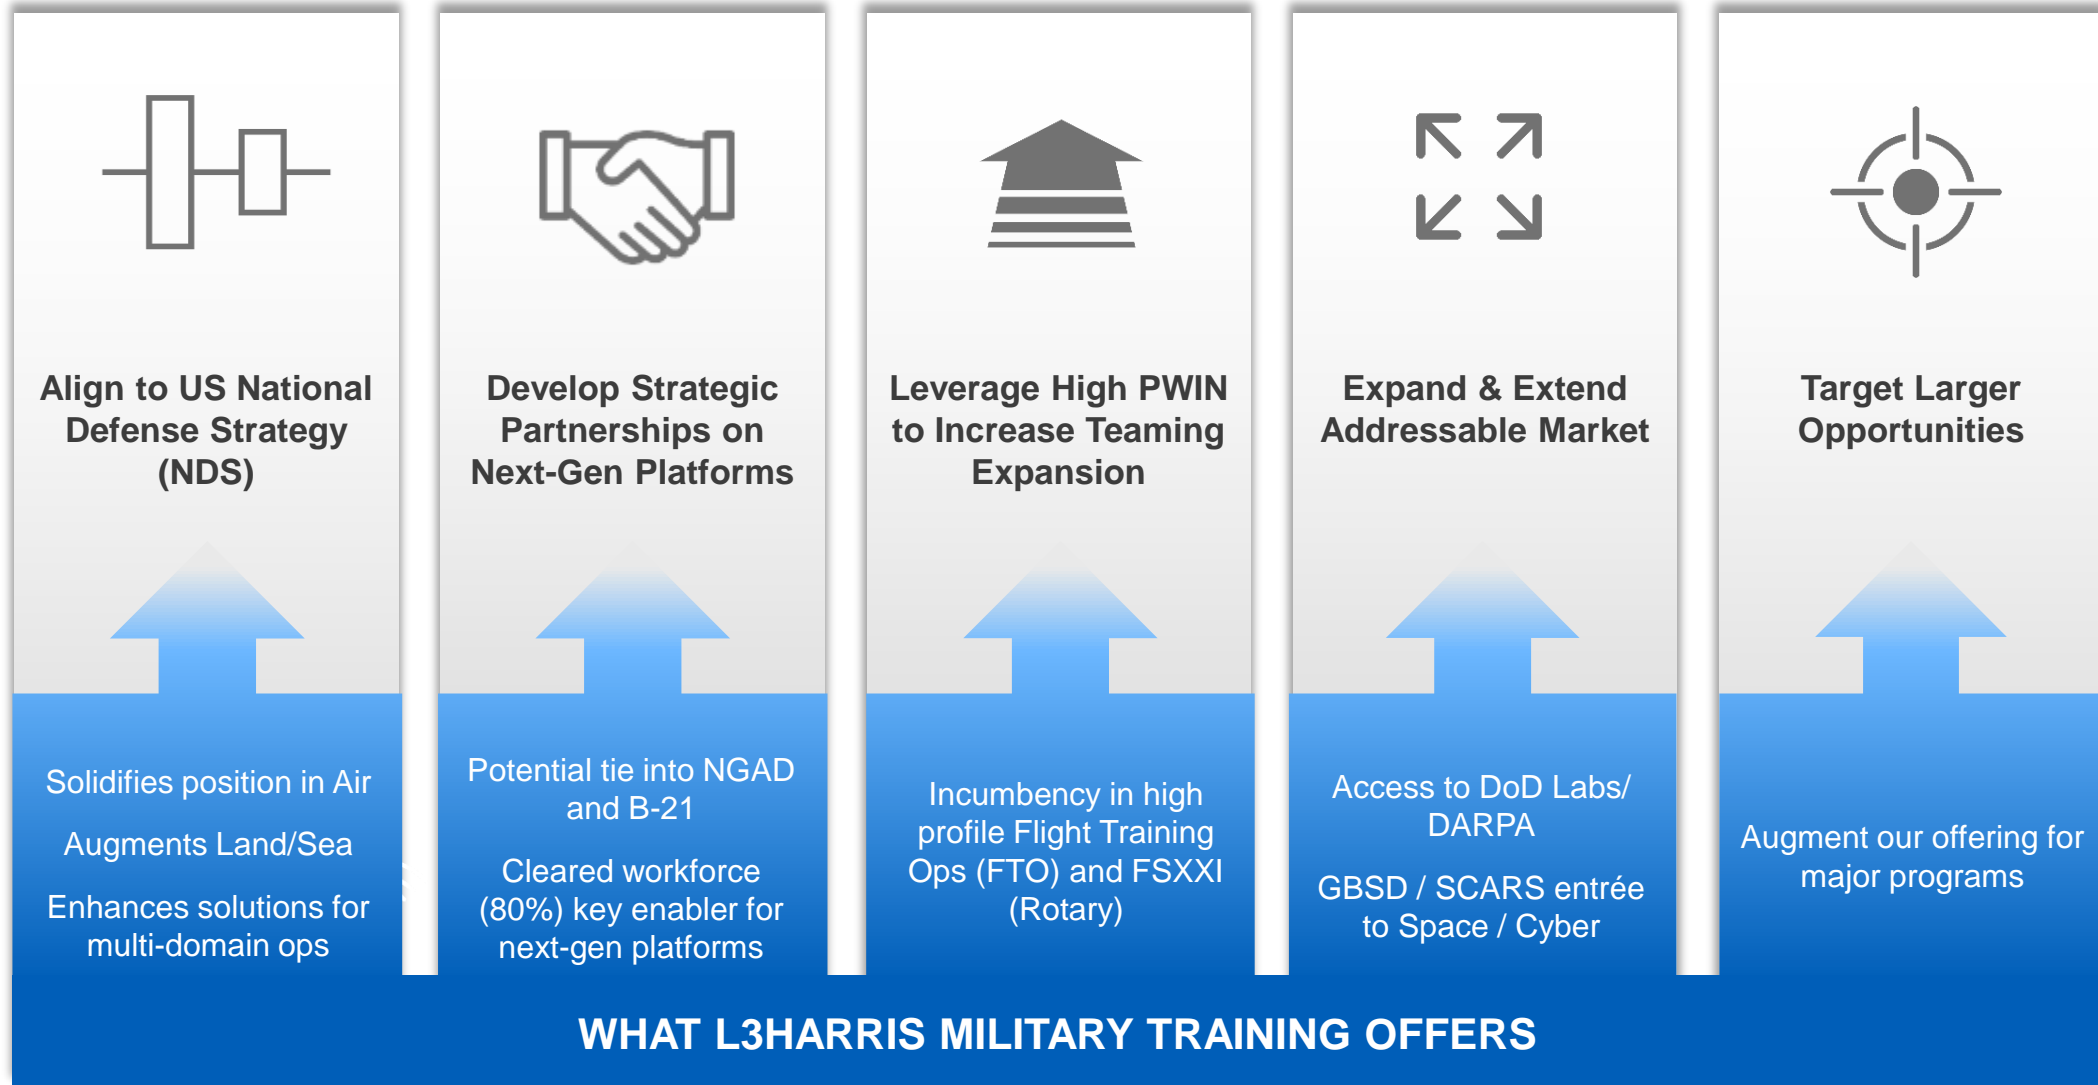 Align to US National
Defense Strategy
(NDS)
Develop Strategic
Partnerships on
Next-Gen Platforms
Leverage High PWIN
to Increase Teaming
Expansion
Expand & Extend
Addressable Market
Target Larger
Opportunities
Solidifies position in Air
Augments Land/Sea
Enhances solutions for
multi-domain ops
Potential tie into NGAD
and B-21
Cleared workforce
(80%) key enabler for
next-gen platforms
Incumbency in high
profile Flight Training
Ops (FTO) and FSXXI
(Rotary)
Access to DoD Labs/
DARPA
GBSD / SCARS entrée
to Space / Cyber
Augment our offering for
major programs
WHAT L3HARRIS MILITARY TRAINING OFFERS